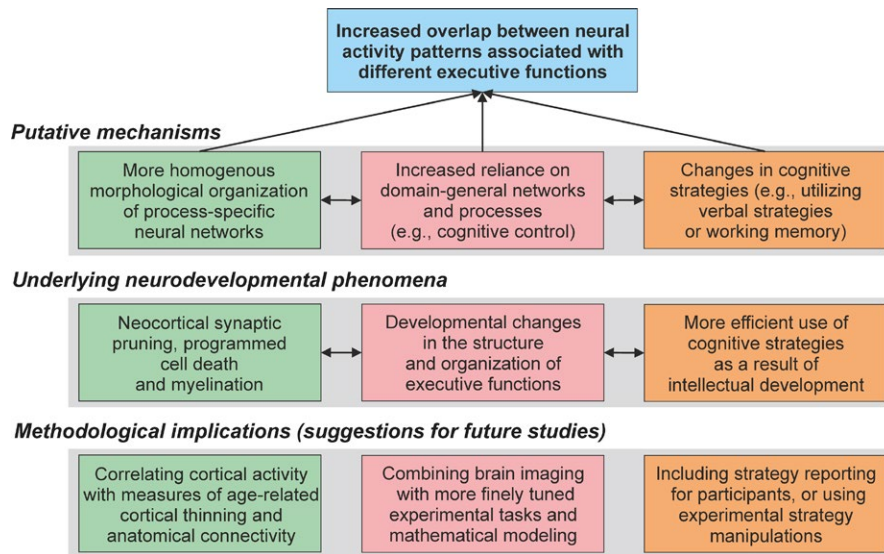 Increased overlap between neural
activity patterns associated with
different executive functions
Putative mechanisms
More homogenous
morphological organization
of process-specific
neural networks
Increased reliance on
domain-general networks
and processes
(e.g., cognitive control)
Changes in cognitive
strategies (e.g., utilizing
verbal strategies
or working memory)
Underlying neurodevelopmental phenomena
Neocortical synaptic
pruning, programmed
cell death
and myelination
Developmental changes
in the structure
and organization of
executive functions
More efficient use of
cognitive strategies
as a result of
intellectual development
Methodological implications (suggestions for future studies)
Correlating cortical activity
with measures of age-related
cortical thinning and
anatomical connectivity
Combining brain imaging
with more finely tuned
experimental tasks and
mathematical modeling
Including strategy reporting
for participants, or using
experimental strategy
manipulations